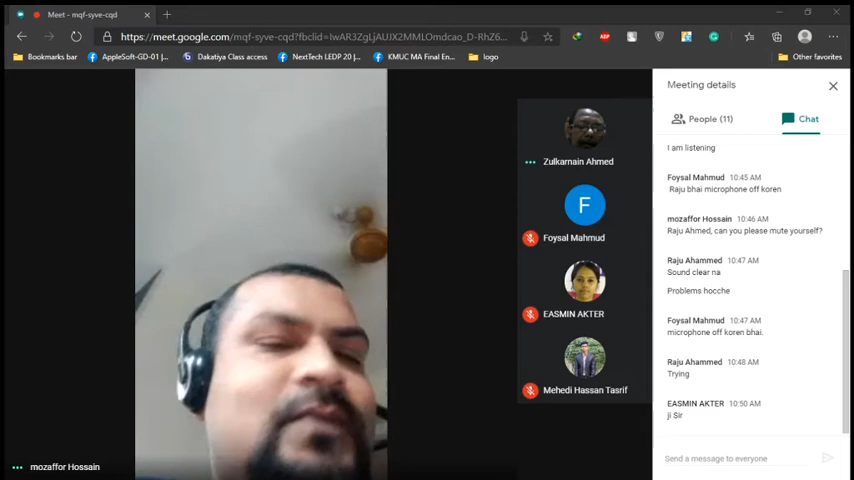 Meet - mqf-syve-cqd
https://meet.google.com/mqf-syve-cqd?fbclid=IwAR3ZgLjAUJX2MMLOmdcao_D-RhZ6...
Bookmarks bar
AppleSoft-GD-01 |...
Dakatiya Class access
NextTech LEDP 20 |...
KMUC MA Final En...
logo
Other favorites
mozaffor Hossain
Zulkarnain Ahmed
F
Foysal Mahmud
EASMIN AKTER
Mehedi Hassan Tasrif
Meeting details
People (11)
Chat
I am listening
Foysal Mahmud 10:45 AM
Raju bhai microphone off koren
mozaffor Hossain 10:46 AM
Raju Ahmed, can you please mute yourself?
Raju Ahammed 10:47 AM
Sound clear na
Problems hocche
Foysal Mahmud 10:47 AM
microphone off koren bhai.
Raju Ahammed 10:48 AM
Trying
EASMIN AKTER 10:50 AM
ji Sir
Send a message to everyone